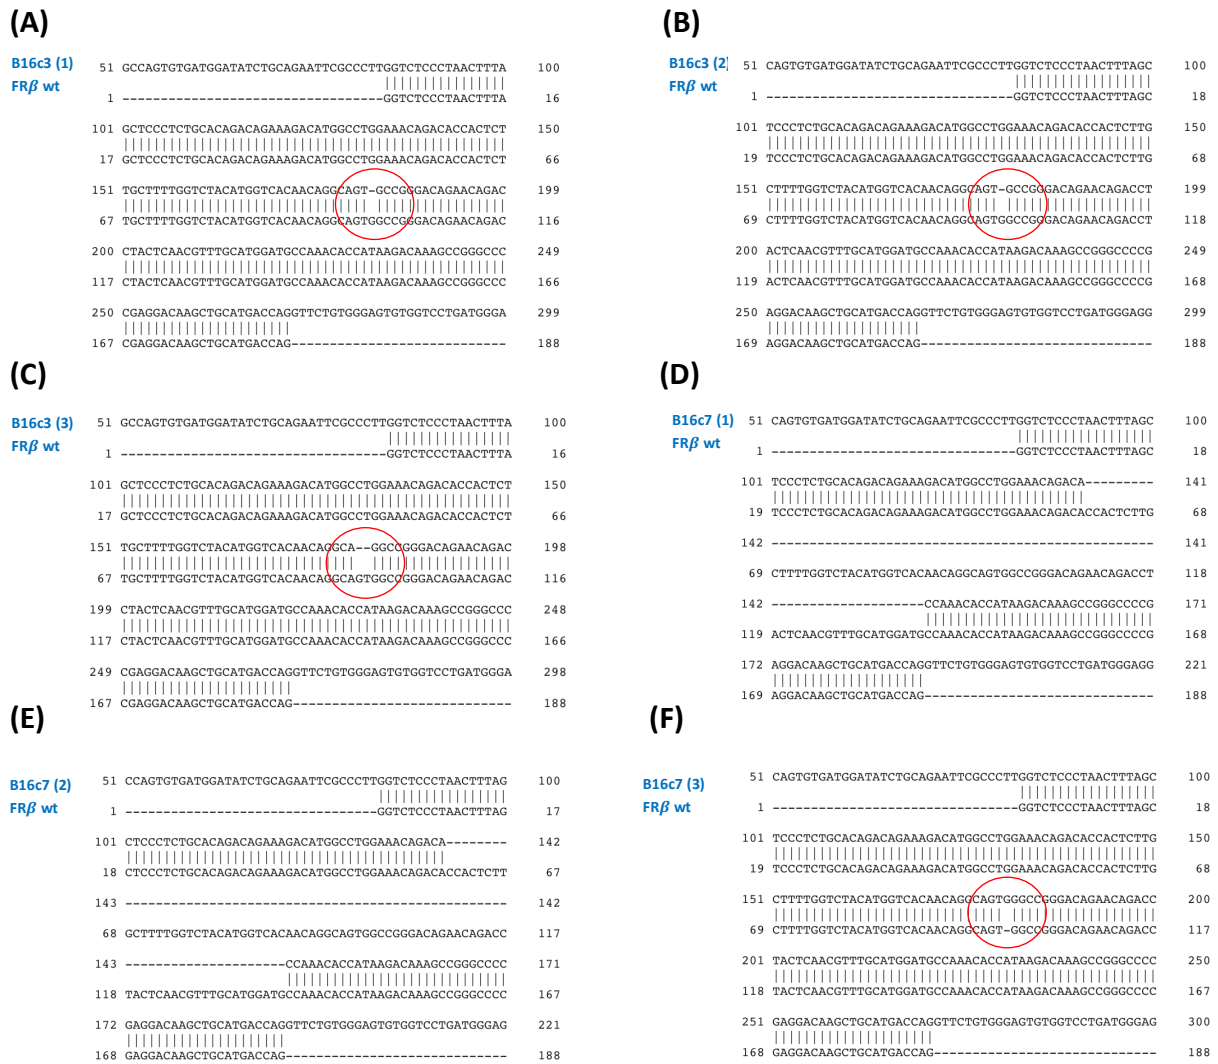 (A)
B16c3 (1) 51 GCCAGTGTGATGGATATCTGCAGAATTCGCCCTTGGTCTCCCTAACTTTA 100
FRβ wt 1 ----------------------------------GGTCTCCCTAACTTTA 16
101 GCTCCCTCTGCACAGACAGAAAGACATGGCCTGGAAACAGACACCACTCT 150
17 GCTCCCTCTGCACAGACAGAAAGACATGGCCTGGAAACAGACACCACTCT 66
151 TGCTTTTGGTCTACATGGTCACAACAGGCAGT-GCCGGGACAGAACAGAC 199
67 TGCTTTTGGTCTACATGGTCACAACAGGCAGTGGCCGGGACAGAACAGAC 116
200 CTACTCAACGTTTGCATGGATGCCAAACACCATAAGACAAAGCCGGGCCC 249
117 CTACTCAACGTTTGCATGGATGCCAAACACCATAAGACAAAGCCGGGCCC 166
250 CGAGGACAAGCTGCATGACCAGGTTCTGTGGGAGTGTGGTCCTGATGGGA 299
167 CGAGGACAAGCTGCATGACCAG---------------------------- 188
(B)
B16c3 (2) 51 CAGTGTGATGGATATCTGCAGAATTCGCCCTTGGTCTCCCTAACTTTAGC 100
FRβ wt 1 --------------------------------GGTCTCCCTAACTTTAGC 18
101 TCCCTCTGCACAGACAGAAAGACATGGCCTGGAAACAGACACCACTCTTG 150
19 TCCCTCTGCACAGACAGAAAGACATGGCCTGGAAACAGACACCACTCTTG 68
151 CTTTTGGTCTACATGGTCACAACAGGCAGT-GCCGGGACAGAACAGACCT 199
69 CTTTTGGTCTACATGGTCACAACAGGCAGTGGCCGGGACAGAACAGACCT 118
200 ACTCAACGTTTGCATGGATGCCAAACACCATAAGACAAAGCCGGGCCCCG 249
119 ACTCAACGTTTGCATGGATGCCAAACACCATAAGACAAAGCCGGGCCCCG 168
250 AGGACAAGCTGCATGACCAGGTTCTGTGGGAGTGTGGTCCTGATGGGAGG 299
169 AGGACAAGCTGCATGACCAG------------------------------ 188
(C)
B16c3 (3) 51 GCCAGTGTGATGGATATCTGCAGAATTCGCCCTTGGTCTCCCTAACTTTA 100
FRβ wt 1 ----------------------------------GGTCTCCCTAACTTTA 16
101 GCTCCCTCTGCACAGACAGAAAGACATGGCCTGGAAACAGACACCACTCT 150
17 GCTCCCTCTGCACAGACAGAAAGACATGGCCTGGAAACAGACACCACTCT 66
151 TGCTTTTGGTCTACATGGTCACAACAGGCA--GGCCGGGACAGAACAGAC 198
67 TGCTTTTGGTCTACATGGTCACAACAGGCAGTGGCCGGGACAGAACAGAC 116
199 CTACTCAACGTTTGCATGGATGCCAAACACCATAAGACAAAGCCGGGCCC 248
117 CTACTCAACGTTTGCATGGATGCCAAACACCATAAGACAAAGCCGGGCCC 166
249 CGAGGACAAGCTGCATGACCAGGTTCTGTGGGAGTGTGGTCCTGATGGGA 298
167 CGAGGACAAGCTGCATGACCAG---------------------------- 188
(D)
B16c7 (1) 51 CAGTGTGATGGATATCTGCAGAATTCGCCCTTGGTCTCCCTAACTTTAGC 100
FRβ wt 1 --------------------------------GGTCTCCCTAACTTTAGC 18
101 TCCCTCTGCACAGACAGAAAGACATGGCCTGGAAACAGACA--------- 141
19 TCCCTCTGCACAGACAGAAAGACATGGCCTGGAAACAGACACCACTCTTG 68
142 -------------------------------------------------- 141
69 CTTTTGGTCTACATGGTCACAACAGGCAGTGGCCGGGACAGAACAGACCT 118
142 --------------------CCAAACACCATAAGACAAAGCCGGGCCCCG 171
119 ACTCAACGTTTGCATGGATGCCAAACACCATAAGACAAAGCCGGGCCCCG 168
172 AGGACAAGCTGCATGACCAGGTTCTGTGGGAGTGTGGTCCTGATGGGAGG 221
169 AGGACAAGCTGCATGACCAG------------------------------ 188
(E)
B16c7 (2) 51 CCAGTGTGATGGATATCTGCAGAATTCGCCCTTGGTCTCCCTAACTTTAG 100
FRβ wt 1 ---------------------------------GGTCTCCCTAACTTTAG 17
101 CTCCCTCTGCACAGACAGAAAGACATGGCCTGGAAACAGACA-------- 142
18 CTCCCTCTGCACAGACAGAAAGACATGGCCTGGAAACAGACACCACTCTT 67
143 -------------------------------------------------- 142
68 GCTTTTGGTCTACATGGTCACAACAGGCAGTGGCCGGGACAGAACAGACC 117
143 ---------------------CCAAACACCATAAGACAAAGCCGGGCCCC 171
118 TACTCAACGTTTGCATGGATGCCAAACACCATAAGACAAAGCCGGGCCCC 167
172 GAGGACAAGCTGCATGACCAGGTTCTGTGGGAGTGTGGTCCTGATGGGAG 221
168 GAGGACAAGCTGCATGACCAG----------------------------- 188
(F)
B16c7 (3) 51 CAGTGTGATGGATATCTGCAGAATTCGCCCTTGGTCTCCCTAACTTTAGC 100
FRβ wt 1 --------------------------------GGTCTCCCTAACTTTAGC 18
101 TCCCTCTGCACAGACAGAAAGACATGGCCTGGAAACAGACACCACTCTTG 150
19 TCCCTCTGCACAGACAGAAAGACATGGCCTGGAAACAGACACCACTCTTG 68
151 CTTTTGGTCTACATGGTCACAACAGGCAGTGGGCCGGGACAGAACAGACC 200
69 CTTTTGGTCTACATGGTCACAACAGGCAGT-GGCCGGGACAGAACAGACC 117
201 TACTCAACGTTTGCATGGATGCCAAACACCATAAGACAAAGCCGGGCCCC 250
118 TACTCAACGTTTGCATGGATGCCAAACACCATAAGACAAAGCCGGGCCCC 167
251 GAGGACAAGCTGCATGACCAGGTTCTGTGGGAGTGTGGTCCTGATGGGAG 300
168 GAGGACAAGCTGCATGACCAG----------------------------- 188